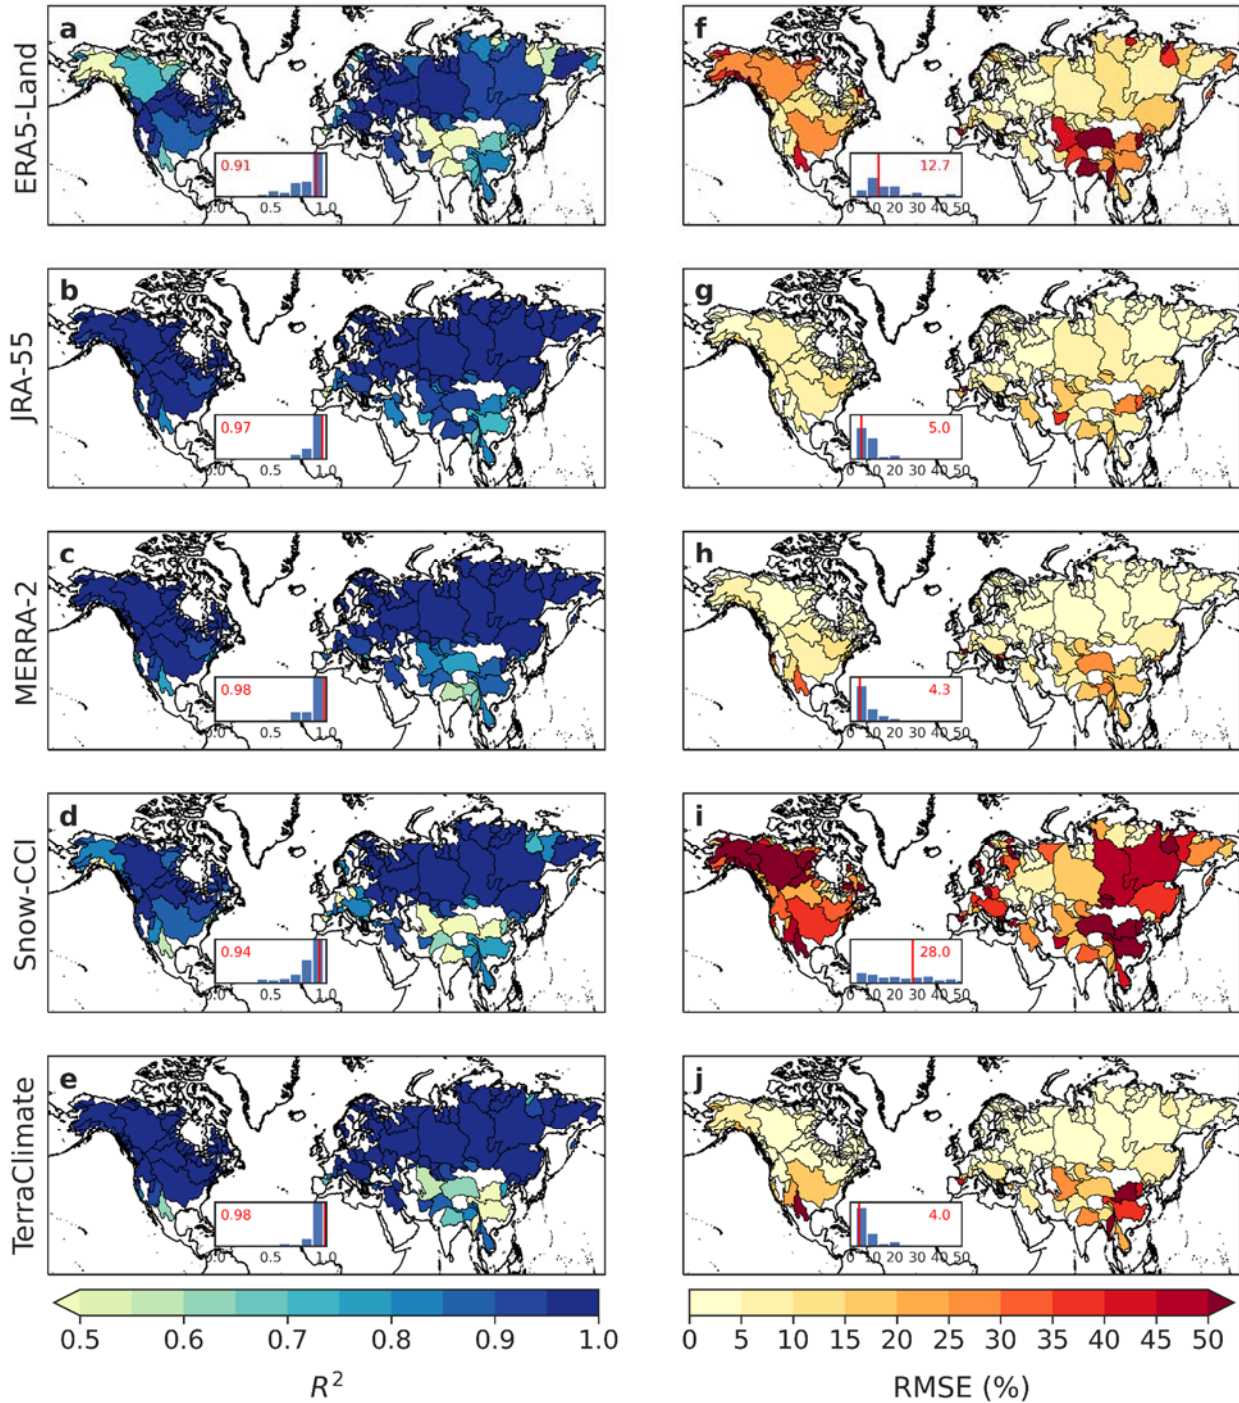 ERA5-Land
a
0.91
0.0 0.5 1.0
f
12.7
0 10 20 30 40 50
JRA-55
b
0.97
0.0 0.5 1.0
g
5.0
0 10 20 30 40 50
MERRA-2
c
0.98
0.0 0.5 1.0
h
4.3
0 10 20 30 40 50
Snow-CCI
d
0.94
0.0 0.5 1.0
i
28.0
0 10 20 30 40 50
TerraClimate
e
0.98
0.0 0.5 1.0
j
4.0
0 10 20 30 40 50
0.5 0.6 0.7 0.8 0.9 1.0
R²
0 5 10 15 20 25 30 35 40 45 50
RMSE (%)